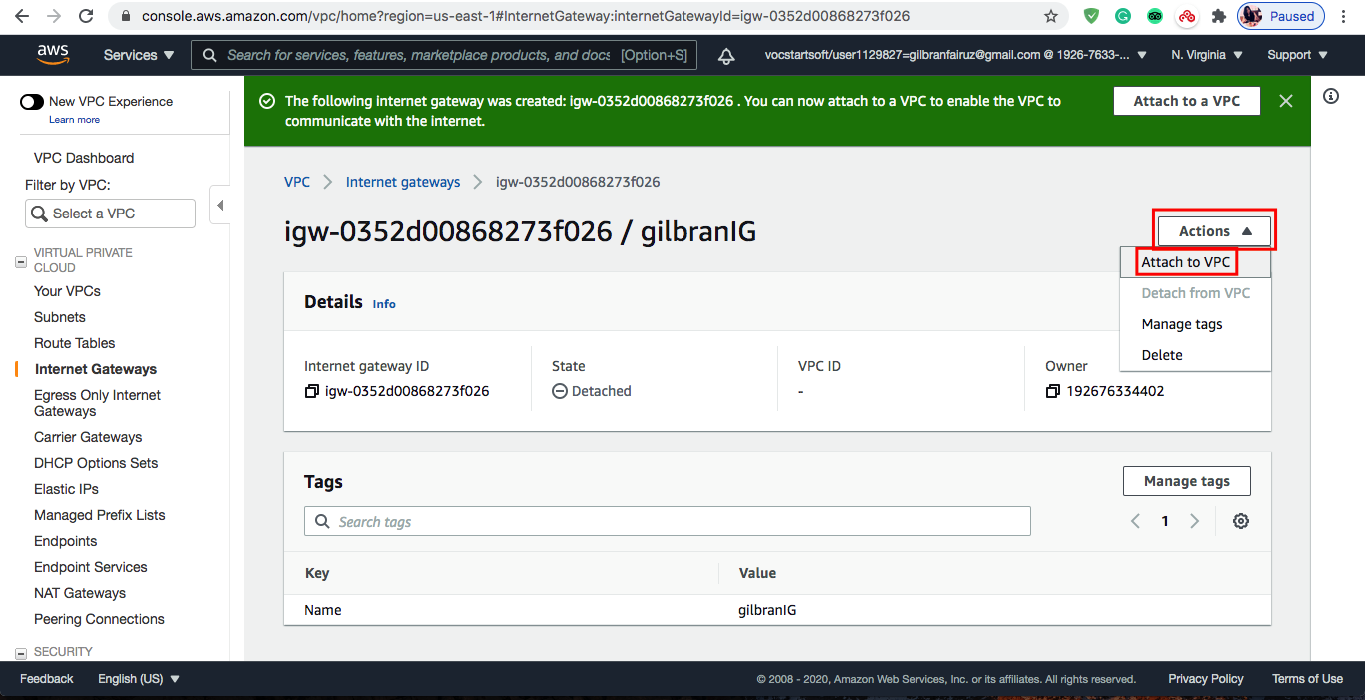 console.aws.amazon.com/vpc/home?region=us-east-1#InternetGateway:internetGatewayId=igw-0352d00868273f026
Paused
aws
Services
Search for services, features, marketplace products, and docs [Option+S]
vocstartsoft/user1129827=gilbranfairuz@gmail.com @ 1926-7633-...
N. Virginia
Support
New VPC Experience
Learn more
VPC Dashboard
Filter by VPC:
Select a VPC
VIRTUAL PRIVATE
CLOUD
Your VPCs
Subnets
Route Tables
Internet Gateways
Egress Only Internet
Gateways
Carrier Gateways
DHCP Options Sets
Elastic IPs
Managed Prefix Lists
Endpoints
Endpoint Services
NAT Gateways
Peering Connections
SECURITY
The following internet gateway was created: igw-0352d00868273f026 . You can now attach to a VPC to enable the VPC to
communicate with the internet.
Attach to a VPC
VPC
Internet gateways
igw-0352d00868273f026
igw-0352d00868273f026 / gilbranIG
Actions
Attach to VPC
Detach from VPC
Manage tags
Delete
Details Info
Internet gateway ID
igw-0352d00868273f026
State
Detached
VPC ID
-
Owner
192676334402
Tags
Manage tags
Search tags
1
Key
Value
Name
gilbranIG
Feedback
English (US)
© 2008 - 2020, Amazon Web Services, Inc. or its affiliates. All rights reserved.
Privacy Policy
Terms of Use